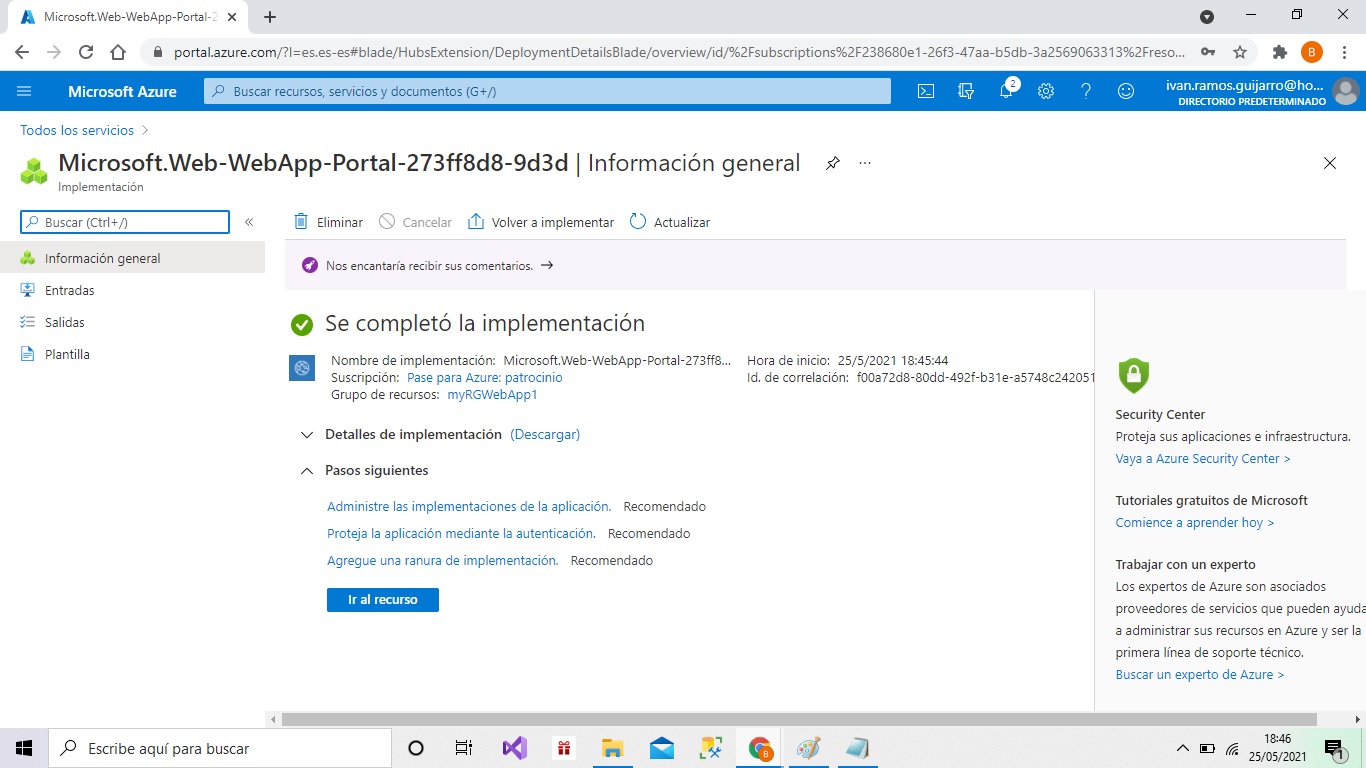 Microsoft.Web-WebApp-Portal-2
portal.azure.com/?l=es.es-es#blade/HubsExtension/DeploymentDetailsBlade/overview/id/%2Fsubscriptions%2F238680e1-26f3-47aa-b5db-3a2569063313%2Freso...
B
Microsoft Azure
Buscar recursos, servicios y documentos (G+/)
2
ivan.ramos.guijarro@ho...
DIRECTORIO PREDETERMINADO
Todos los servicios
Microsoft.Web-WebApp-Portal-273ff8d8-9d3d | Información general
Implementación
Buscar (Ctrl+/)
Eliminar Cancelar Volver a implementar Actualizar
Información general
Entradas
Salidas
Plantilla
Nos encantaría recibir sus comentarios. →
Se completó la implementación
Nombre de implementación: Microsoft.Web-WebApp-Portal-273ff8...
Suscripción: Pase para Azure: patrocinio
Grupo de recursos: myRGWebApp1
Hora de inicio: 25/5/2021 18:45:44
Id. de correlación: f00a72d8-80dd-492f-b31e-a5748c242051
Detalles de implementación (Descargar)
Pasos siguientes
Administre las implementaciones de la aplicación. Recomendado
Proteja la aplicación mediante la autenticación. Recomendado
Agregue una ranura de implementación. Recomendado
Ir al recurso
Security Center
Proteja sus aplicaciones e infraestructura.
Vaya a Azure Security Center >
Tutoriales gratuitos de Microsoft
Comience a aprender hoy >
Trabajar con un experto
Los expertos de Azure son asociados
proveedores de servicios que pueden ayuda
a administrar sus recursos en Azure y ser la
primera línea de soporte técnico.
Buscar un experto de Azure >
Escribe aquí para buscar
B
18:46
25/05/2021
1